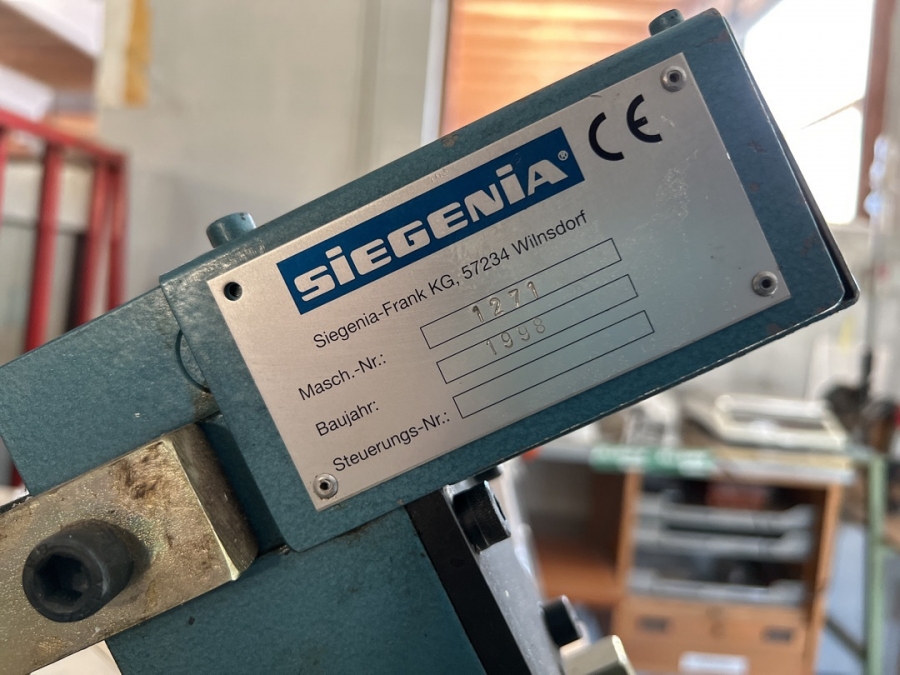 SIEGENIA®
CE
Siegenia-Frank KG, 57234 Wilnsdorf
Masch.-Nr.: 1271
Baujahr: 1998
Steuerungs-Nr.: